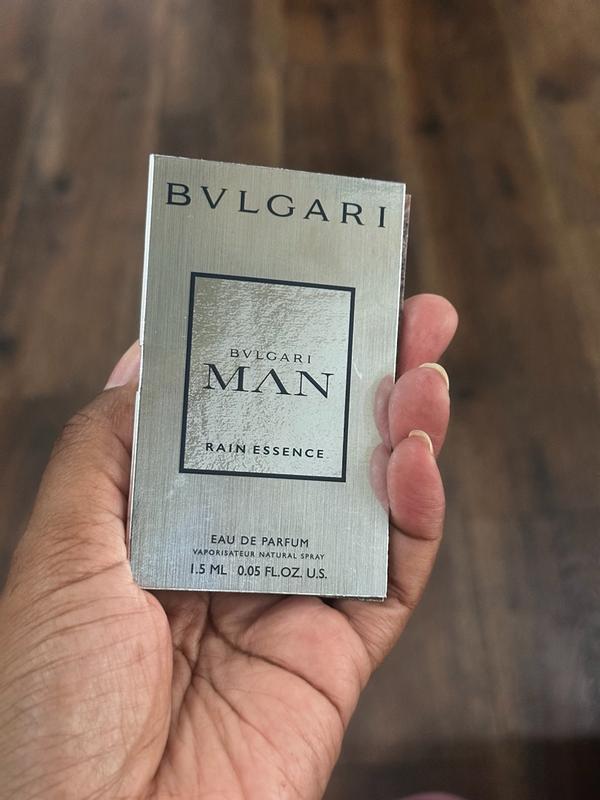 BVLGARI
BVLGARI
MAN
RAIN ESSENCE
EAU DE PARFUM
VAPORISATEUR NATURAL SPRAY
1.5 ML 0.05 FL.OZ. U.S.